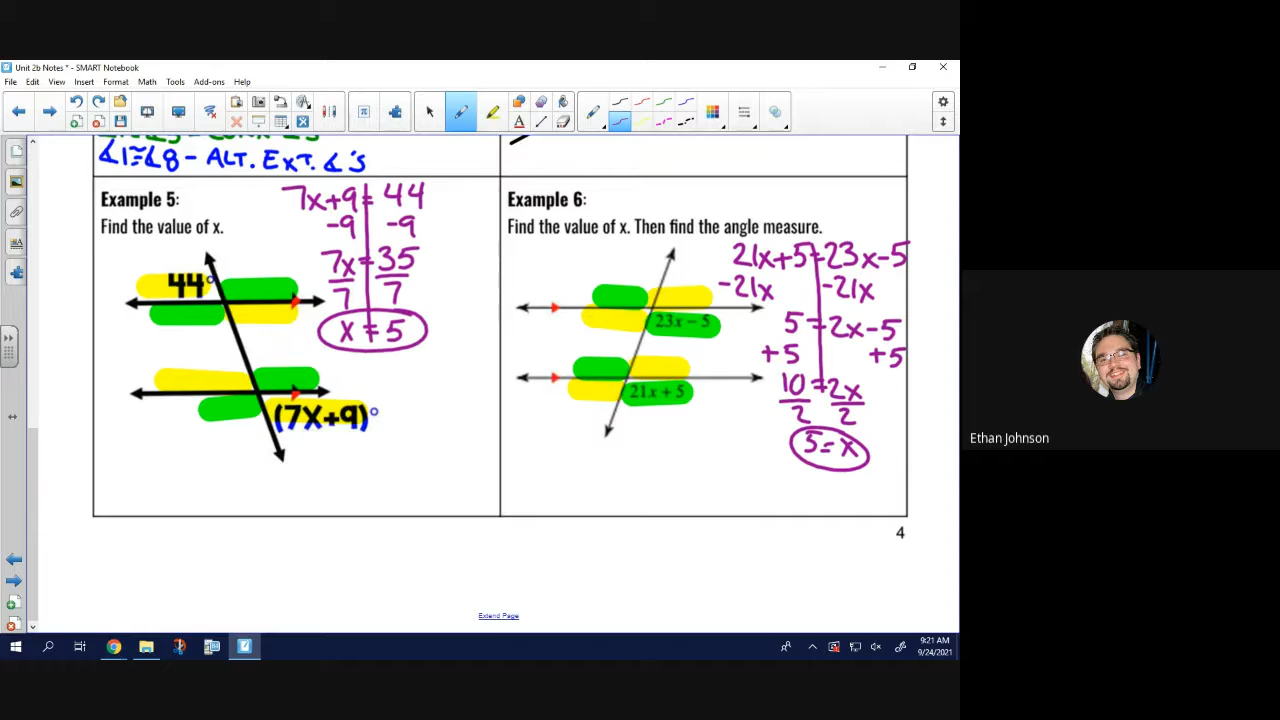 Unit 2b Notes * - SMART Notebook
File Edit View Insert Format Math Tools Add-ons Help
∠1≅∠8 - ALT. EXT. ∠'s
Example 5:
Find the value of x.
44°
(7X+9)°
7x+9 = 44
-9 -9
7x = 35
7 7
x = 5
Example 6:
Find the value of x. Then find the angle measure.
23x - 5
21x + 5
21x+5 = 23x-5
-21x -21x
5 = 2x-5
+5 +5
10 = 2x
2 2
5 = x
4
Extend Page
Ethan Johnson
9:21 AM
9/24/2021